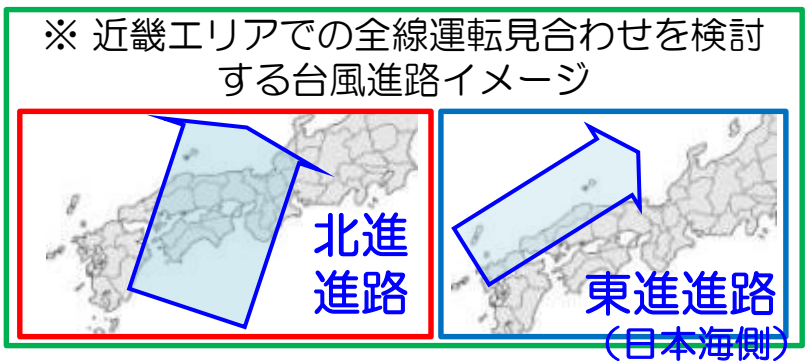 ※ 近畿エリアでの全線運転見合わせを検討
する台風進路イメージ
北進
進路
東進進路
（日本海側）